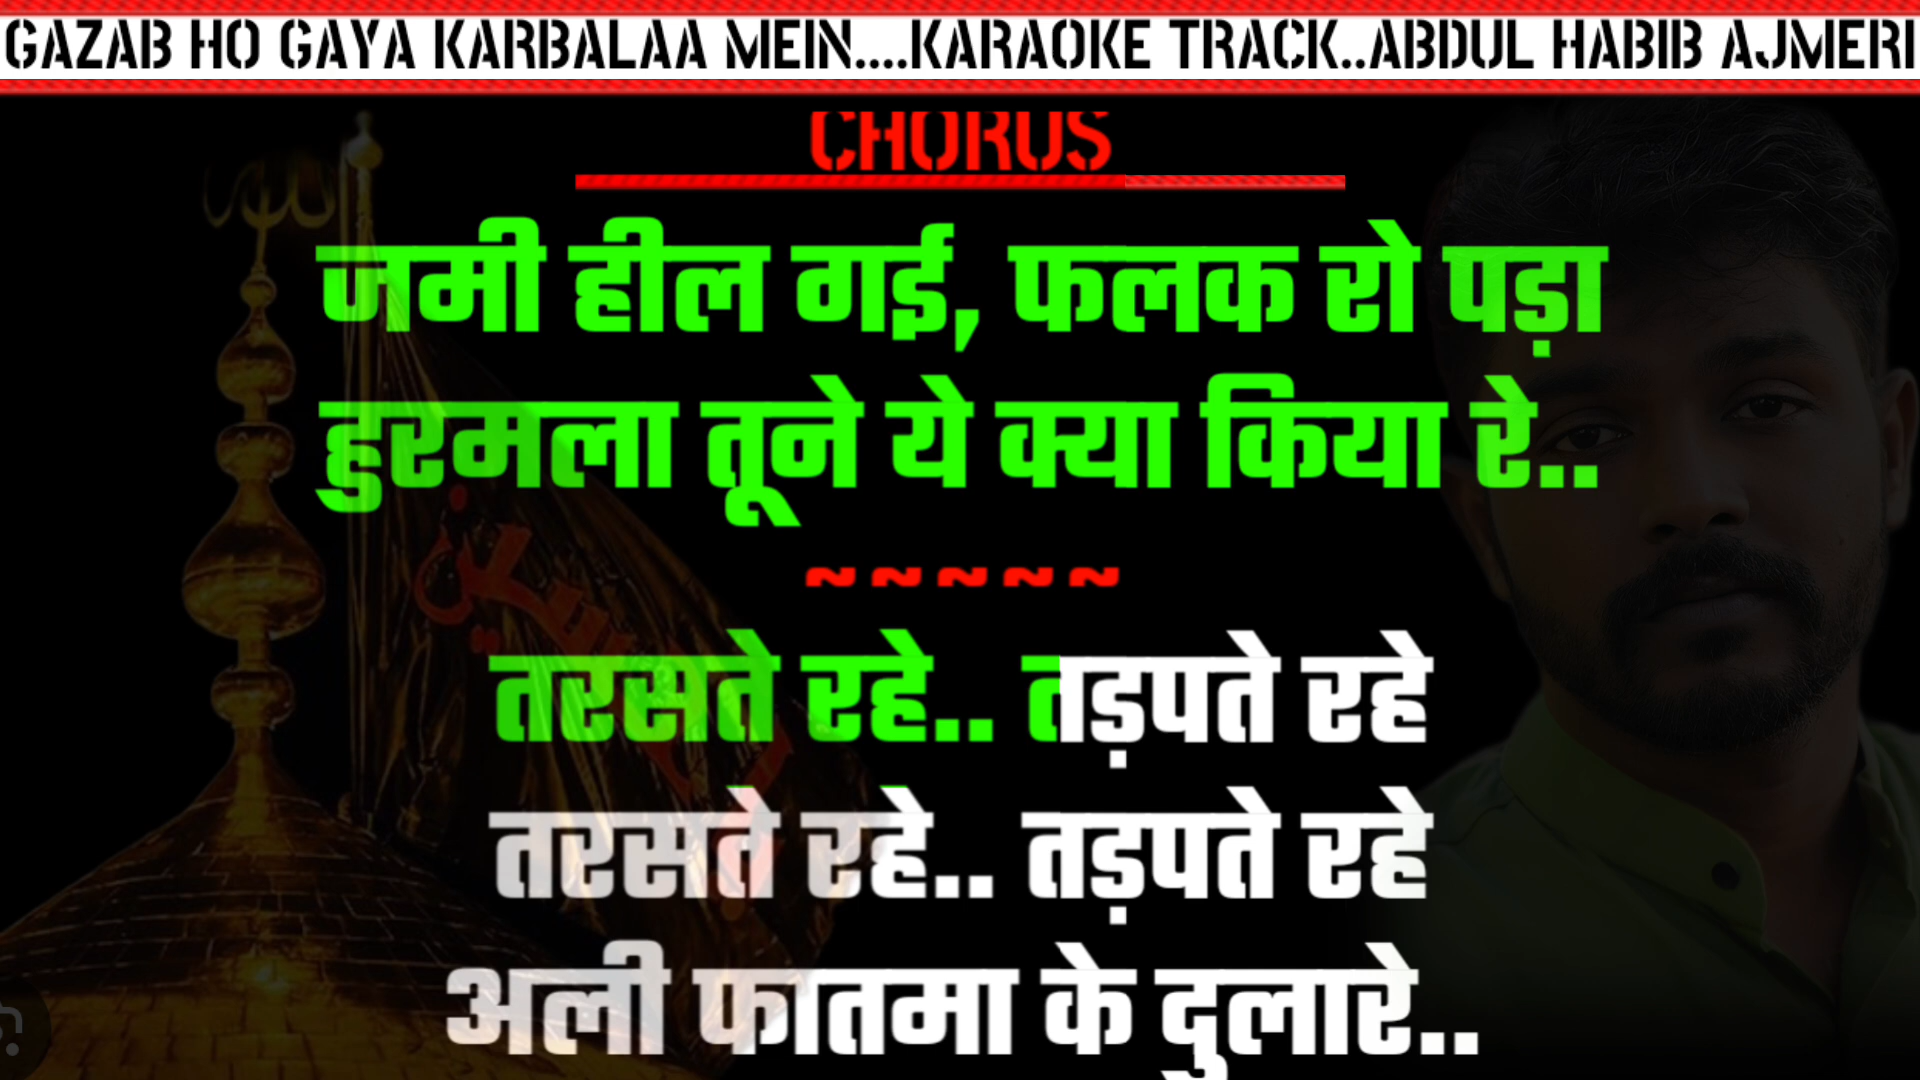 GAZAB HO GAYA KARBALAA MEIN....KARAOKE TRACK..ABDUL HABIB AJMERI
CHORUS
जमी हील गई, फलक रो पड़ा
हुरमला तूने ये क्या किया रे..
~~~~~
तरसते रहे.. तड़पते रहे
तरसते रहे.. तड़पते रहे
अली फातमा के दुलारे..